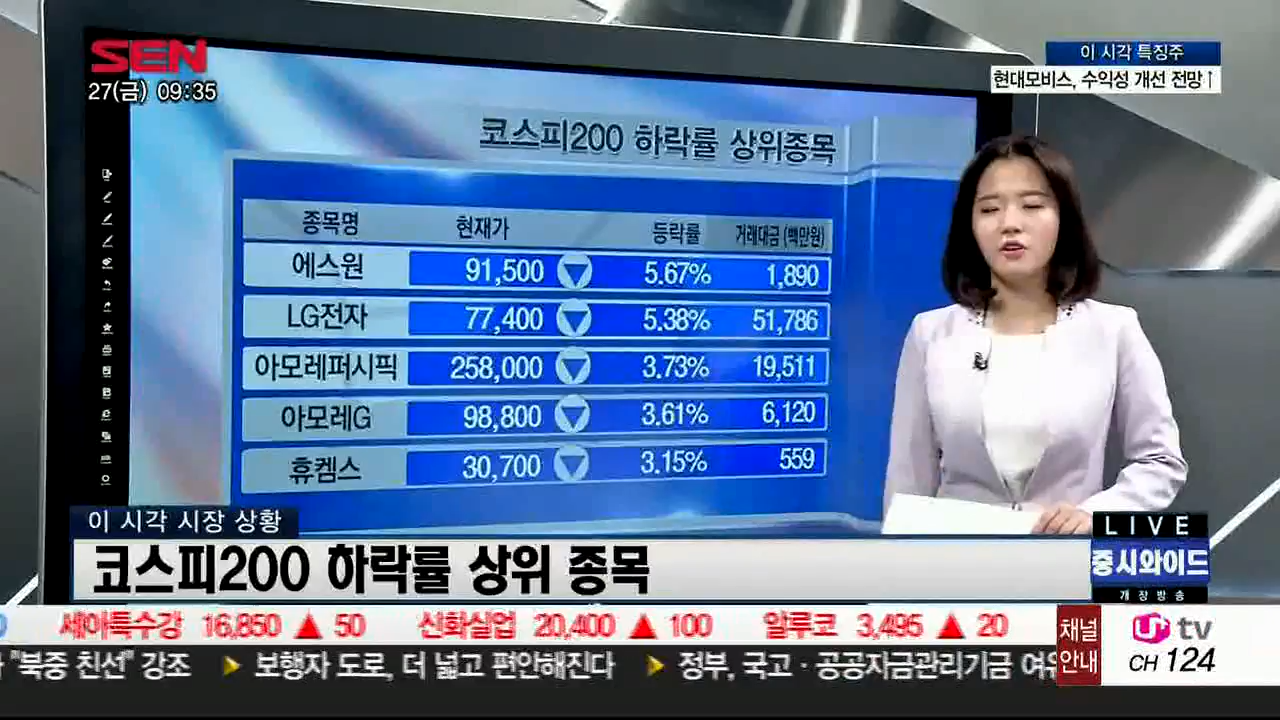 SEN
27(금) 09:35
이 시각 특징주
현대모비스, 수익성 개선 전망↑
코스피200 하락률 상위종목
종목명 현재가 등락률 거래대금 (백만원)
에스원 91,500 ▽ 5.67% 1,890
LG전자 77,400 ▽ 5.38% 51,786
아모레퍼시픽 258,000 ▽ 3.73% 19,511
아모레G 98,800 ▽ 3.61% 6,120
휴켐스 30,700 ▽ 3.15% 559
이 시각 시장 상황
코스피200 하락률 상위 종목
LIVE
증시와이드
개장방송
세아특수강 16,850 ▲ 50 신화실업 20,400 ▲ 100 알루코 3,495 ▲ 20
"북중 친선" 강조 ▶ 보행자 도로, 더 넓고 편안해진다 ▶ 정부, 국고·공공자금관리기금
채널
안내
U+ tv
CH 124